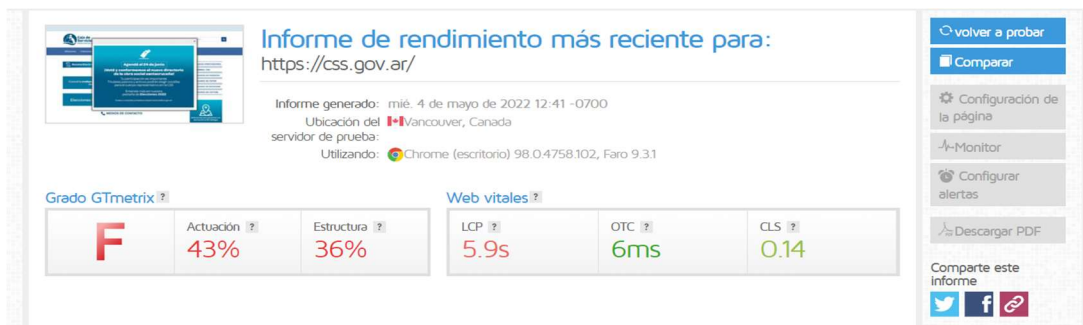 Informe de rendimiento más reciente para:
https://css.gov.ar/
Informe generado: mié. 4 de mayo de 2022 12:41 -0700
Ubicación del servidor de prueba: Vancouver, Canada
Utilizando: Chrome (escritorio) 98.0.4758.102, Faro 9.3.1
Grado GTmetrix ?
F
Actuación ?
43%
Estructura ?
36%
Web vitales ?
LCP ?
5.9s
OTC ?
6ms
CLS ?
0.14
volver a probar
Comparar
Configuración de
la página
Monitor
Configurar
alertas
Descargar PDF
Comparte este
informe